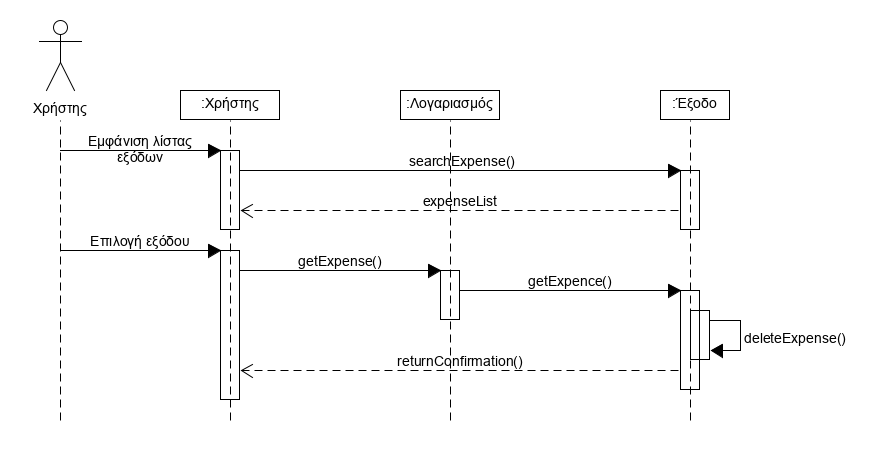 Χρήστης
:Χρήστης
:Λογαριασμός
:Έξοδο
Εμφάνιση λίστας
εξόδων
searchExpense()
expenseList
Επιλογή εξόδου
getExpense()
getExpence()
deleteExpense()
returnConfirmation()